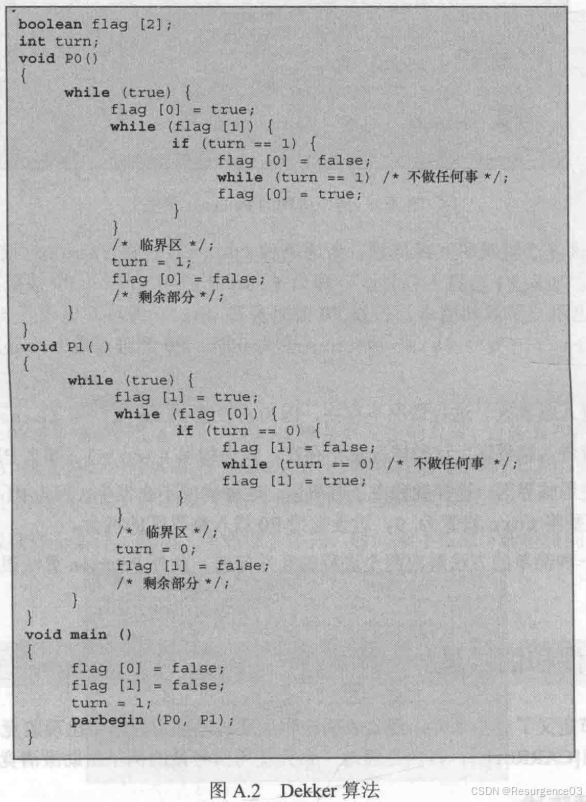 boolean flag [2];
int turn;
void P0()
{
while (true) {
flag [0] = true;
while (flag [1]) {
if (turn == 1) {
flag [0] = false;
while (turn == 1) /* 不做任何事 */;
flag [0] = true;
}
}
/* 临界区 */;
turn = 1;
flag [0] = false;
/* 剩余部分 */;
}
}
void P1( )
{
while (true) {
flag [1] = true;
while (flag [0]) {
if (turn == 0) {
flag [1] = false;
while (turn == 0) /* 不做任何事 */;
flag [1] = true;
}
}
/* 临界区 */;
turn = 0;
flag [1] = false;
/* 剩余部分 */;
}
}
void main ()
{
flag [0] = false;
flag [1] = false;
turn = 1;
parbegin (P0, P1);
}
图 A.2 Dekker 算法
CSDN @Resurgence03